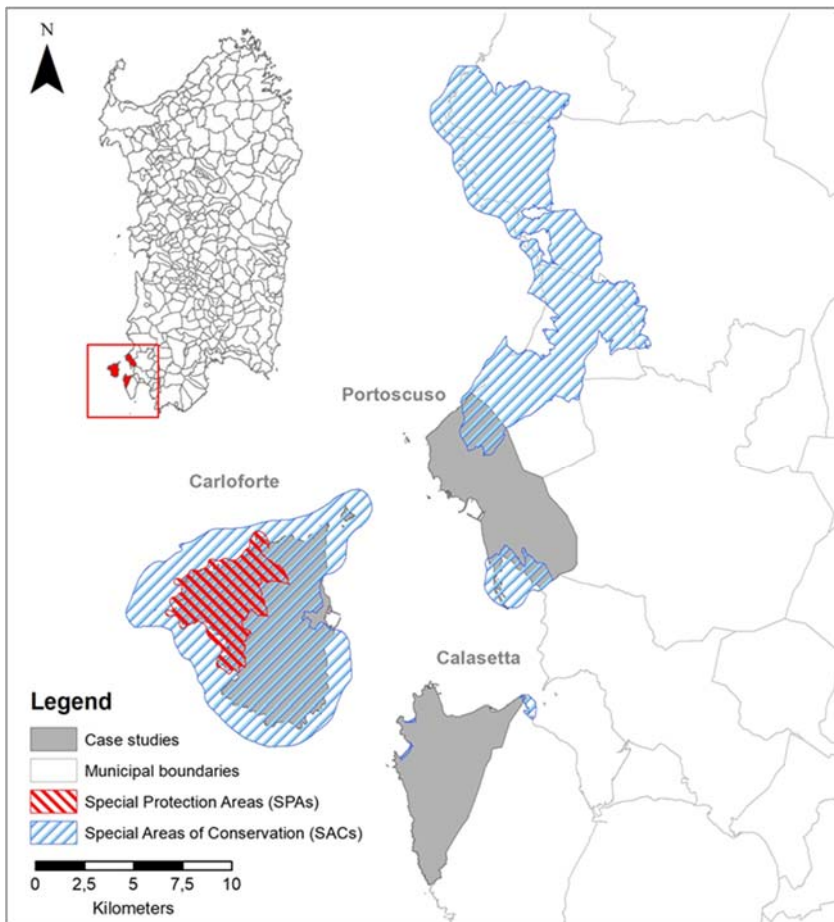 N
Portoscuso
Carloforte
Calasetta
Legend
Case studies
Municipal boundaries
Special Protection Areas (SPAs)
Special Areas of Conservation (SACs)
0 2,5 5 7,5 10
Kilometers